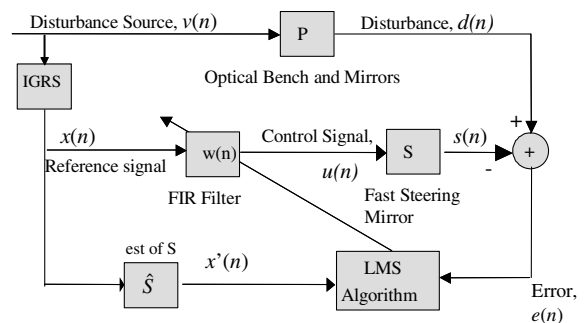 Disturbance Source, v(n)
Disturbance, d(n)
P
IGRS
Optical Bench and Mirrors
+
x(n)
Reference signal
w(n)
Control Signal,
u(n)
S
s(n)
+
-
FIR Filter
Fast Steering
Mirror
est of S
Ŝ
x'(n)
LMS
Algorithm
Error,
e(n)